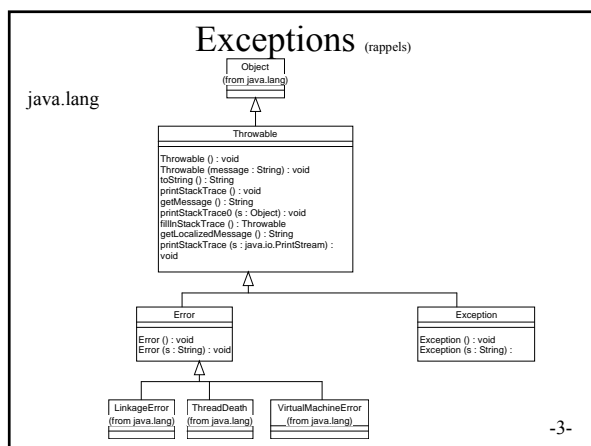 Exceptions (rappels)
Object
(from java.lang)
java.lang
Throwable
Throwable () : void
Throwable (message : String) : void
toString () : String
printStackTrace () : void
getMessage () : String
printStackTrace0 (s : Object) : void
fillInStackTrace () : Throwable
getLocalizedMessage () : String
printStackTrace (s : java.io.PrintStream) :
void
Error
Error () : void
Error (s : String) : void
Exception
Exception () : void
Exception (s : String) :
LinkageError
(from java.lang)
ThreadDeath
(from java.lang)
VirtualMachineError
(from java.lang)
-3-